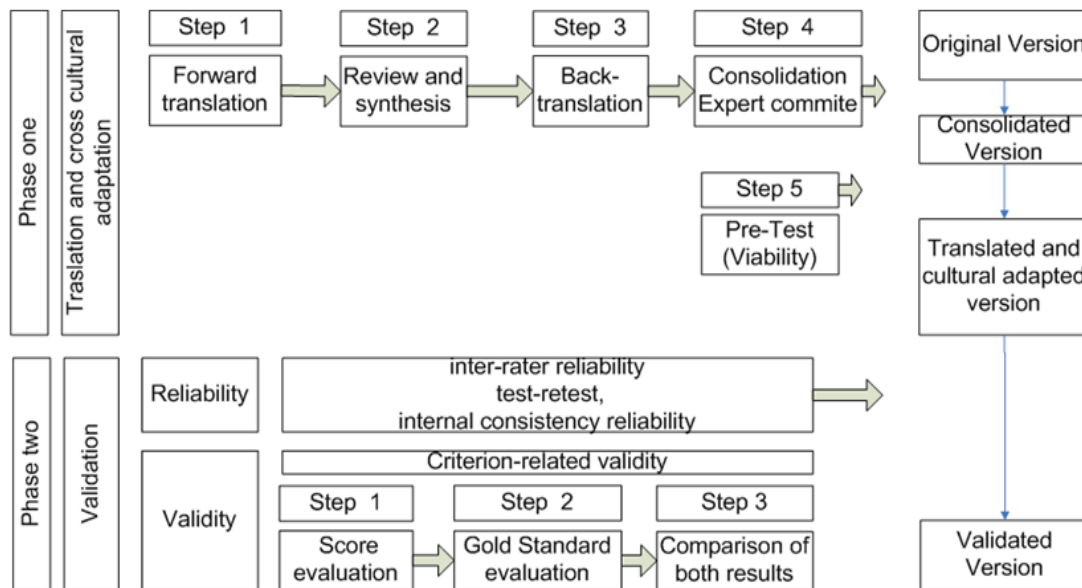 Phase one
Traslation and cross cultural
adaptation
Step 1
Forward
translation
Step 2
Review and
synthesis
Step 3
Back-
translation
Step 4
Consolidation
Expert commite
Step 5
Pre-Test
(Viability)
Original Version
Consolidated
Version
Translated and
cultural adapted
version
Phase two
Validation
Reliability
inter-rater reliability
test-retest,
internal consistency reliability
Validity
Criterion-related validity
Step 1
Score
evaluation
Step 2
Gold Standard
evaluation
Step 3
Comparison of
both results
Validated
Version